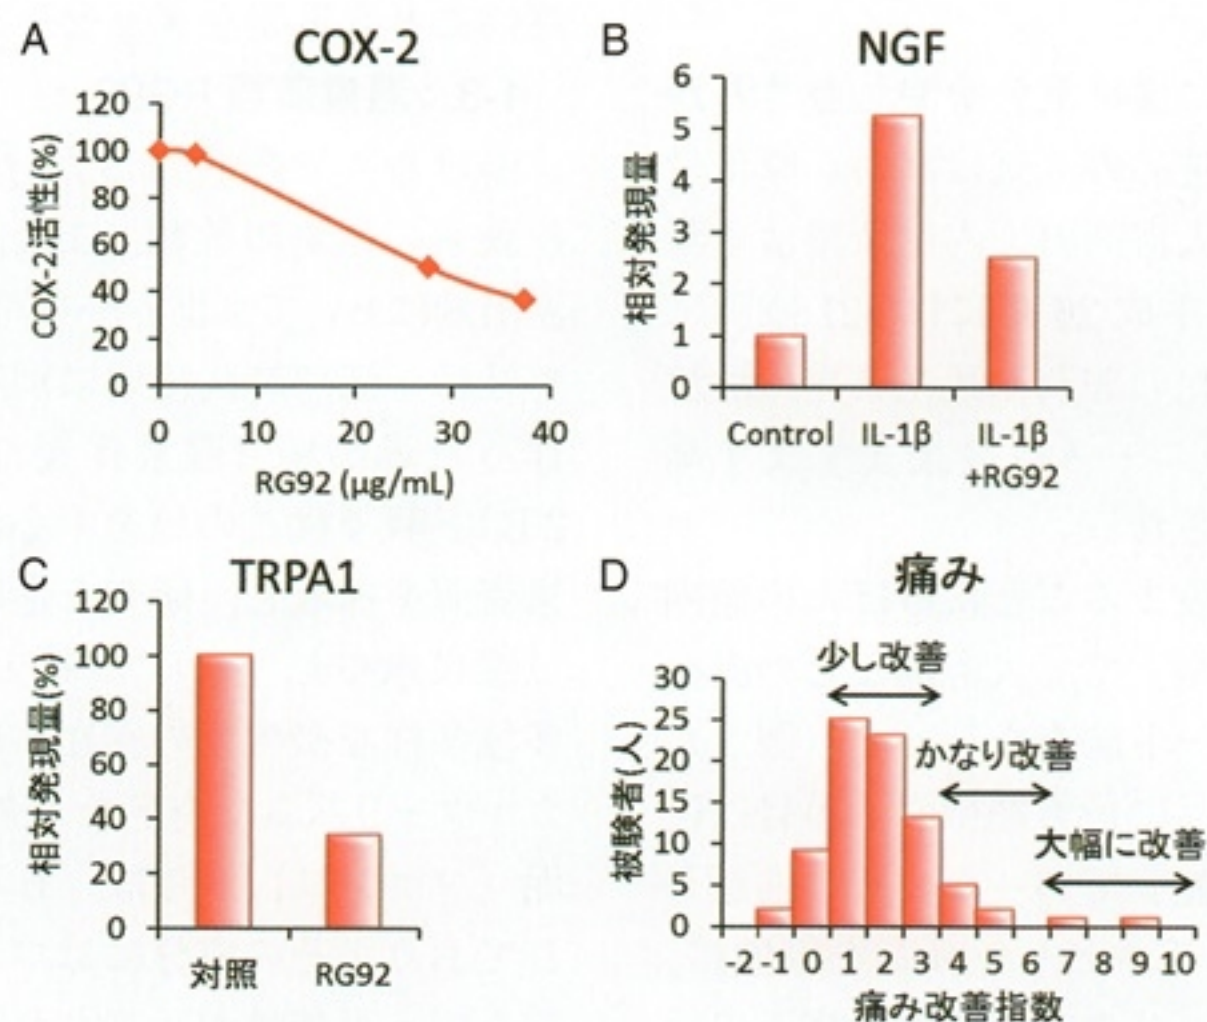 A
COX-2
COX-2活性(%)
120
100
80
60
40
20
0
0 10 20 30 40
RG92 (μg/mL)
B
NGF
相対発現量
6
5
4
3
2
1
0
Control IL-1β IL-1β
+RG92
C
TRPA1
相対発現量(%)
120
100
80
60
40
20
0
対照 RG92
D
痛み
少し改善
かなり改善
大幅に改善
被験者(人)
30
25
20
15
10
5
0
-2 -1 0 1 2 3 4 5 6 7 8 9 10
痛み改善指数